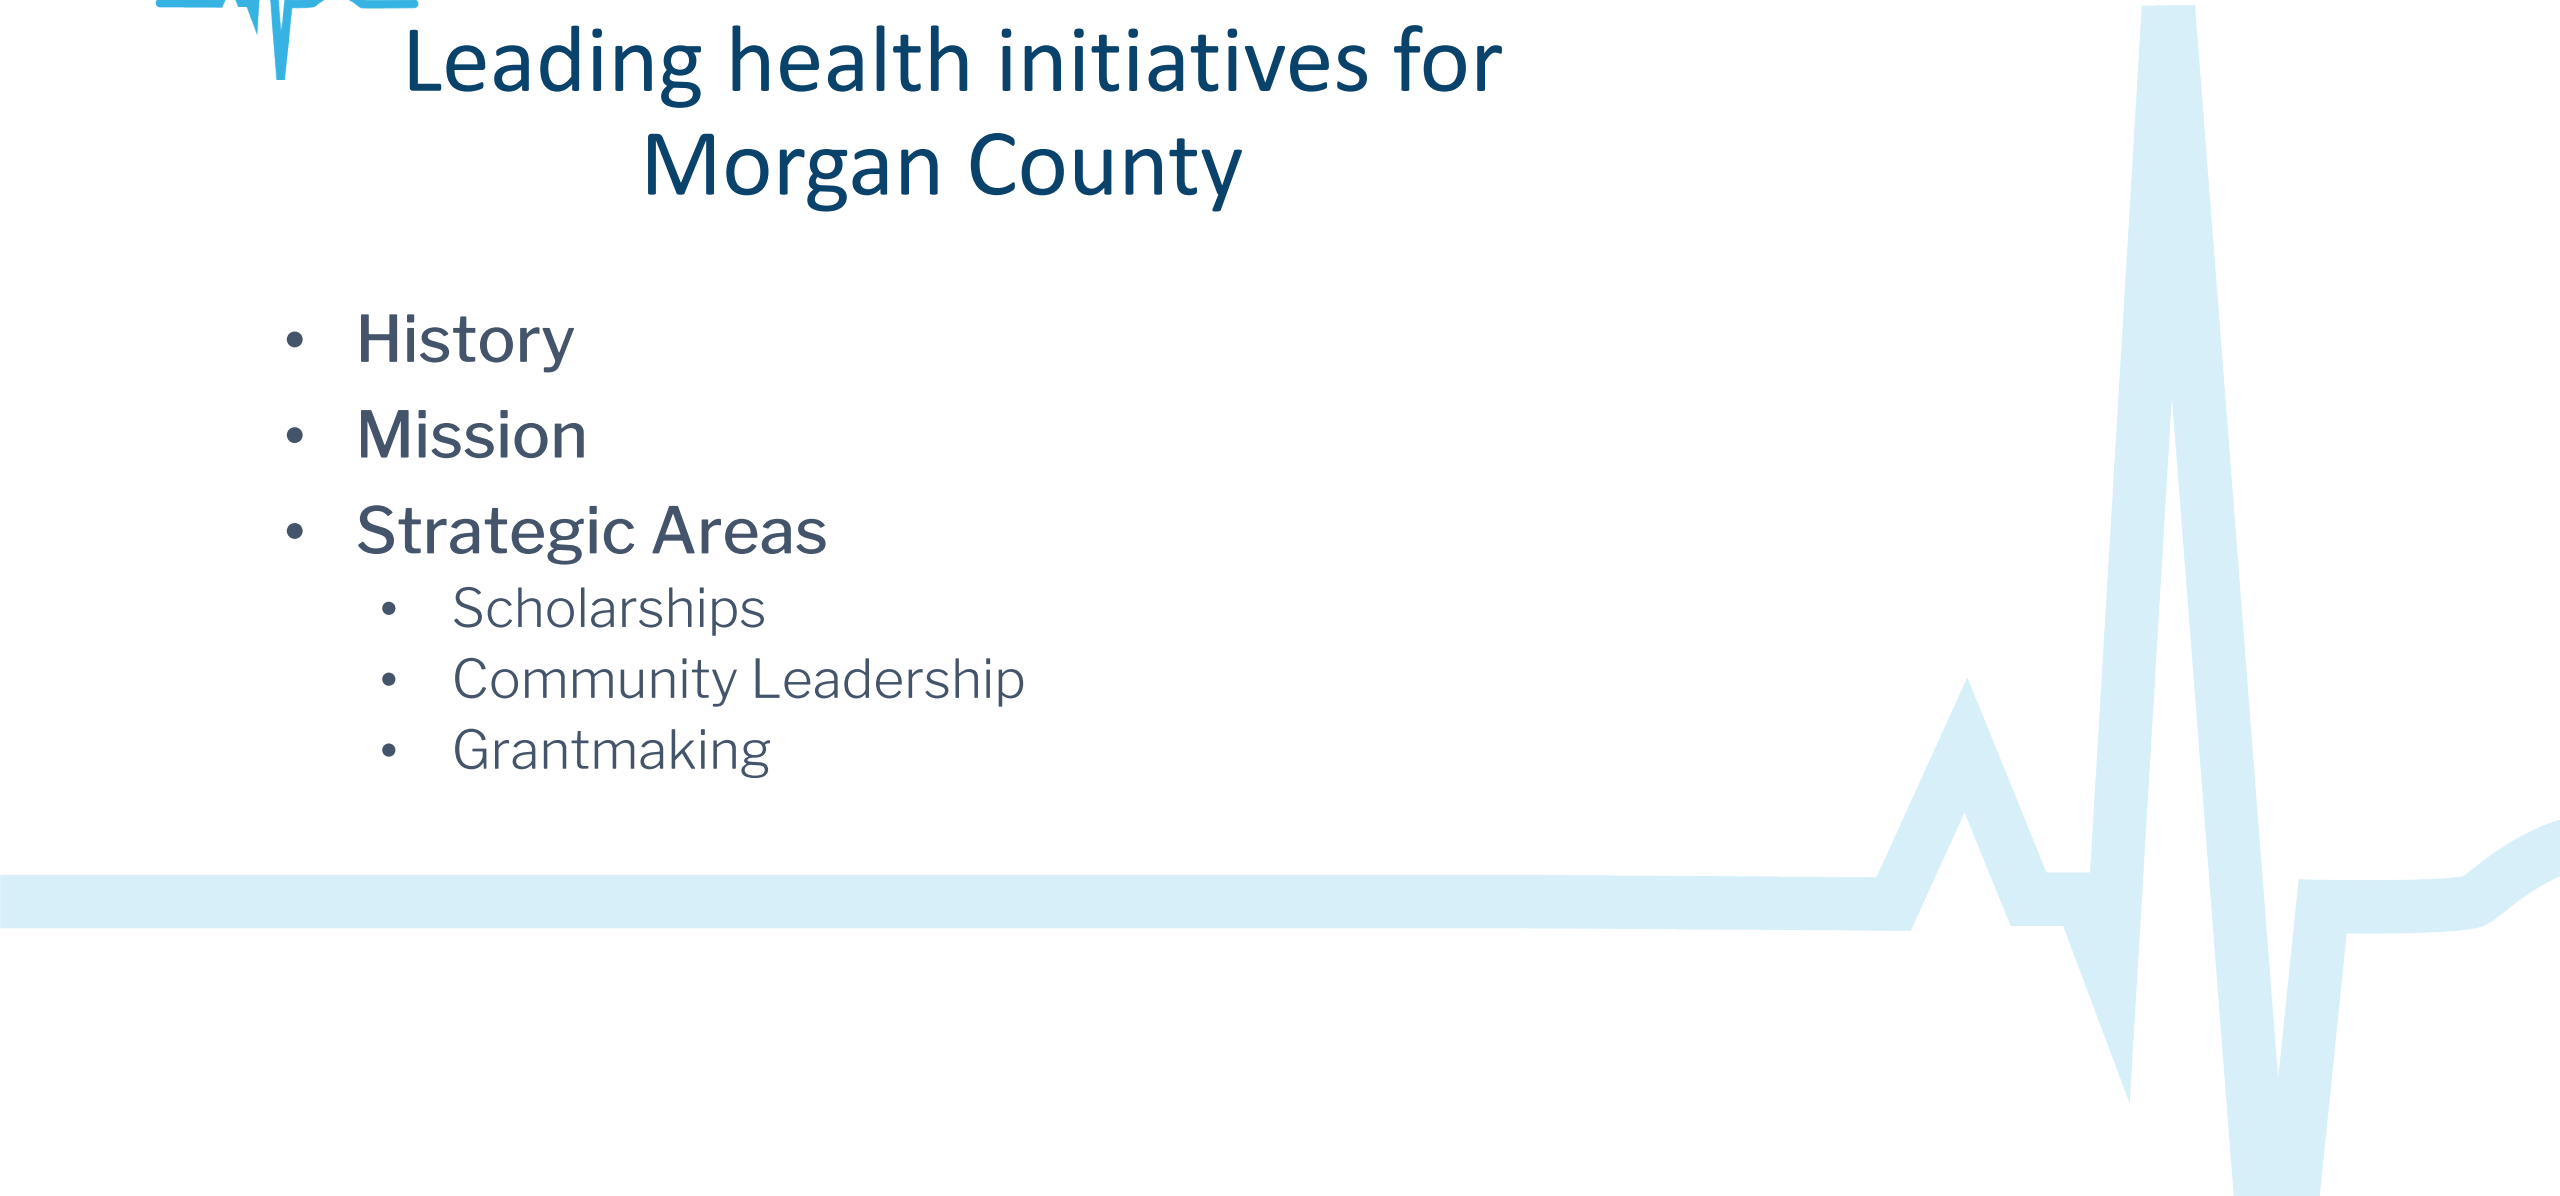 Leading health initiatives for
Morgan County
• History
• Mission
• Strategic Areas
• Scholarships
• Community Leadership
• Grantmaking